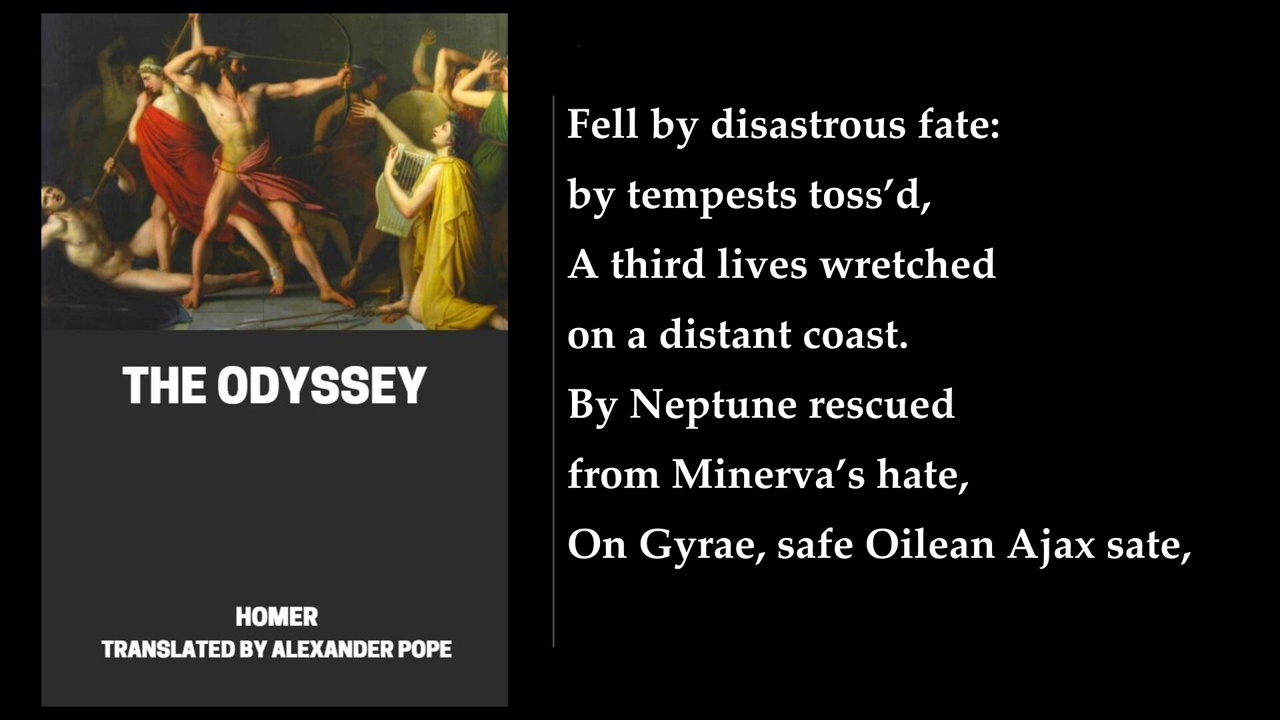 THE ODYSSEY
HOMER
TRANSLATED BY ALEXANDER POPE
Fell by disastrous fate:
by tempests toss’d,
A third lives wretched
on a distant coast.
By Neptune rescued
from Minerva’s hate,
On Gyrae, safe Oilean Ajax sate,